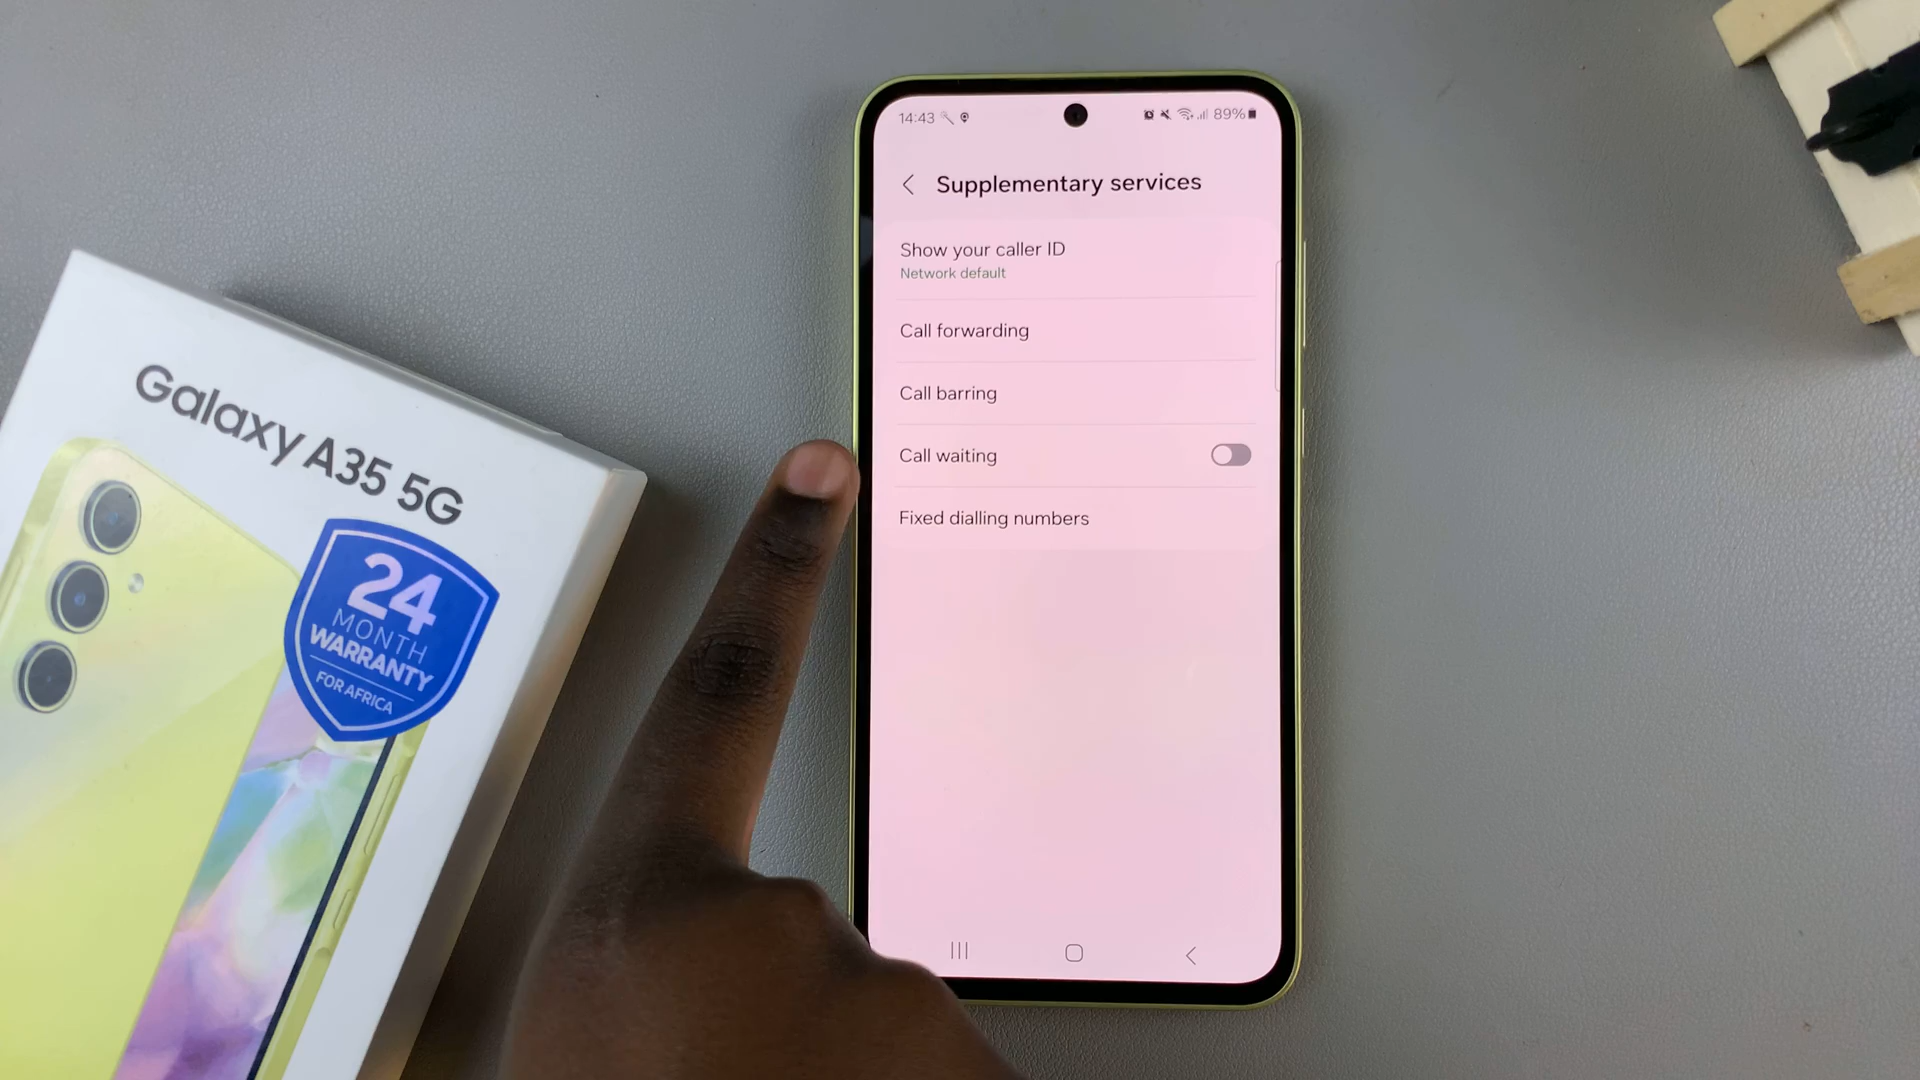 14:43
89%
Supplementary services
Show your caller ID
Network default
Call forwarding
Call barring
Call waiting
Fixed dialling numbers
Galaxy A35 5G
24
MONTH
WARRANTY
FOR AFRICA